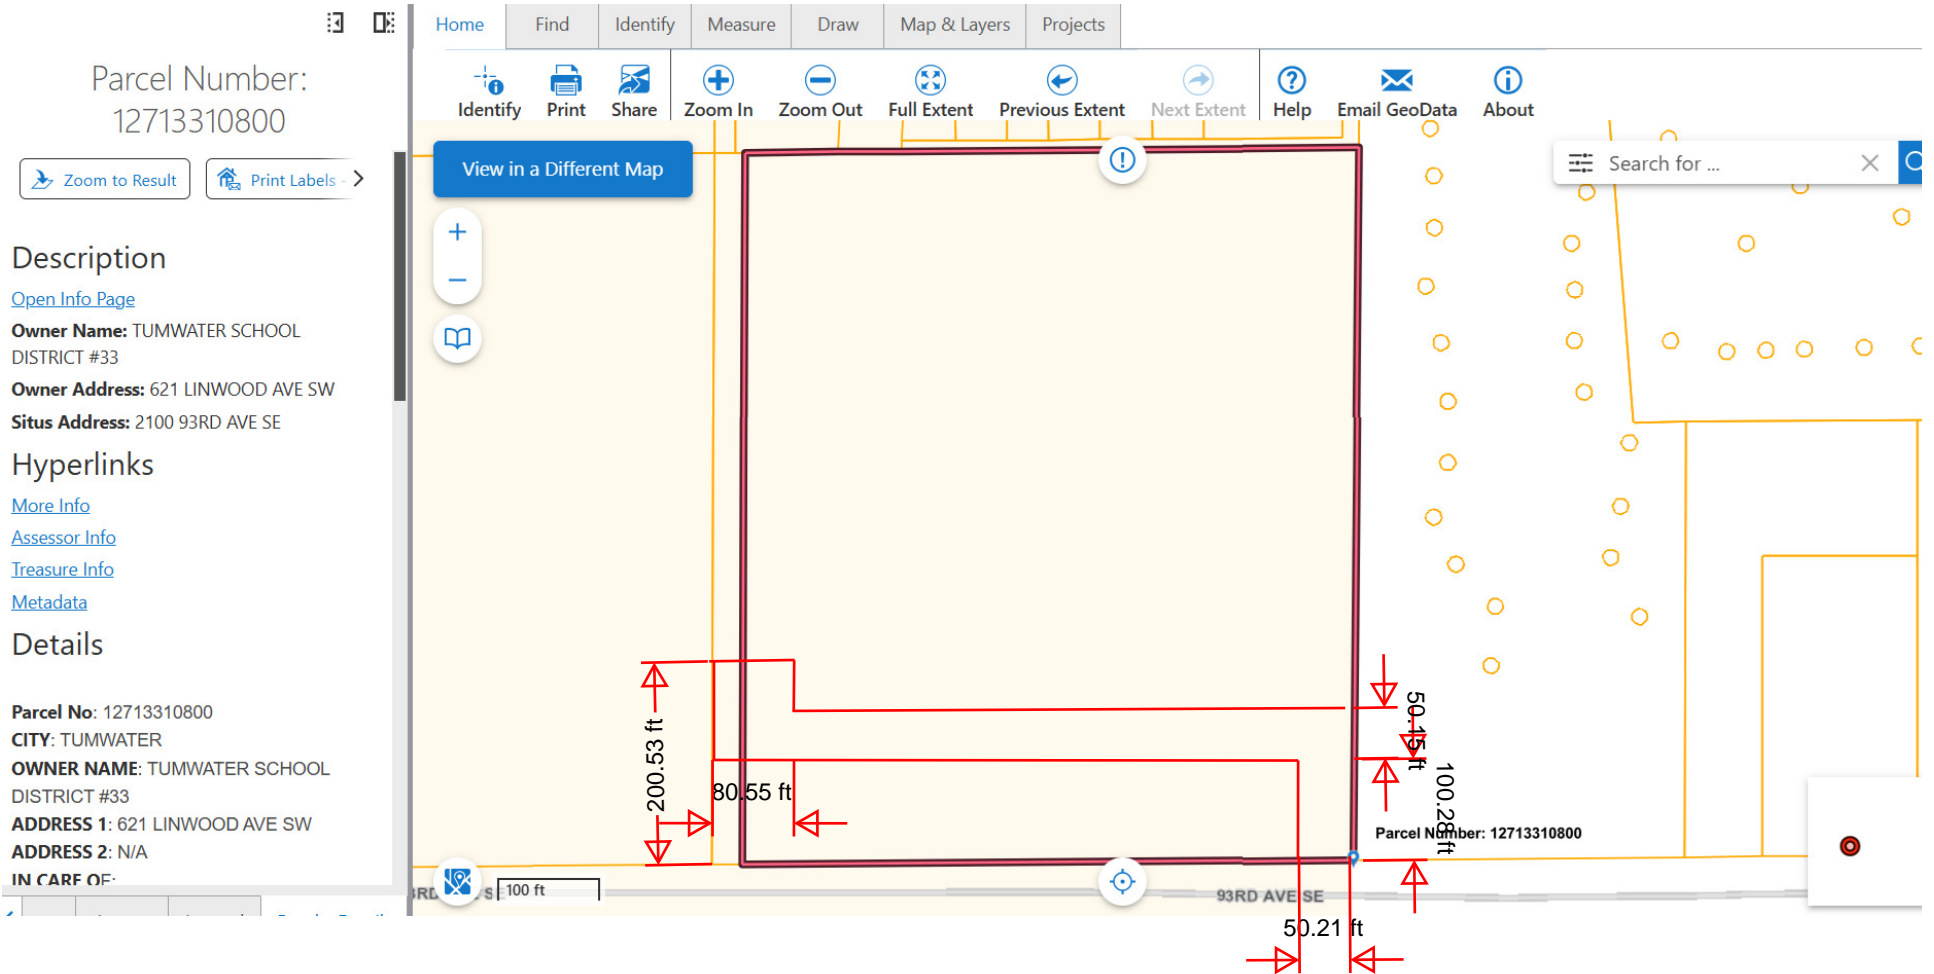 Parcel Number:
12713310800
Zoom to Result
Print Labels -
Description
Open Info Page
Owner Name: TUMWATER SCHOOL
DISTRICT #33
Owner Address: 621 LINWOOD AVE SW
Situs Address: 2100 93RD AVE SE
Hyperlinks
More Info
Assessor Info
Treasure Info
Metadata
Details
Parcel No: 12713310800
CITY: TUMWATER
OWNER NAME: TUMWATER SCHOOL
DISTRICT #33
ADDRESS 1: 621 LINWOOD AVE SW
ADDRESS 2: N/A
IN CARE OF:
Home Find Identify Measure Draw Map & Layers Projects
Identify Print Share Zoom In Zoom Out Full Extent Previous Extent Next Extent Help Email GeoData About
View in a Different Map
Search for ...
200.53 ft
80.55 ft
50.15 ft
100.28 ft
Parcel Number: 12713310800
100 ft
93RD AVE SE
50.21 ft